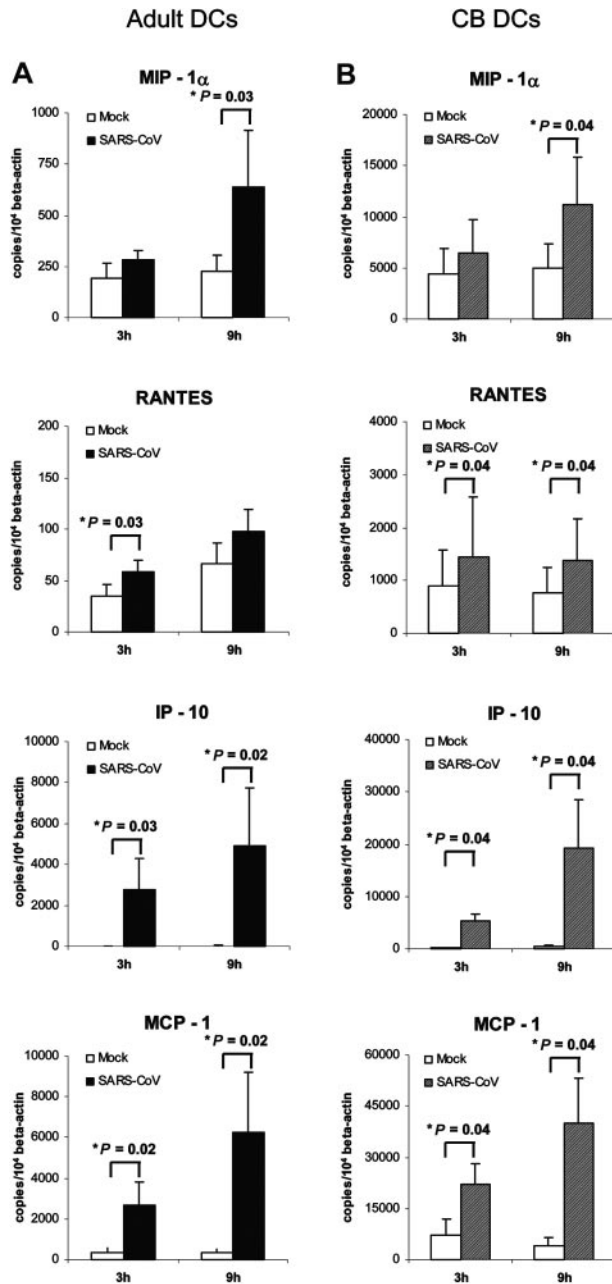 Adult DCs
CB DCs
A
MIP - 1α
* P = 0.03
Mock
SARS-CoV
copies/10⁴ beta-actin
1000
750
500
250
0
3h
9h
B
MIP - 1α
* P = 0.04
Mock
SARS-CoV
copies/10⁴ beta-actin
20000
15000
10000
5000
0
3h
9h
RANTES
Mock
SARS-CoV
* P = 0.03
copies/10⁴ beta-actin
200
150
100
50
0
3h
9h
RANTES
Mock
SARS-CoV
* P = 0.04
* P = 0.04
copies/10⁴ beta-actin
4000
3000
2000
1000
0
3h
9h
IP - 10
Mock
SARS-CoV
* P = 0.02
* P = 0.03
copies/10⁴ beta-actin
10000
8000
6000
4000
2000
0
3h
9h
IP - 10
Mock
SARS-CoV
* P = 0.04
* P = 0.04
copies/10⁴ beta-actin
40000
30000
20000
10000
0
3h
9h
MCP - 1
* P = 0.02
Mock
SARS-CoV
* P = 0.02
copies/10⁴ beta-actin
10000
8000
6000
4000
2000
0
3h
9h
MCP - 1
* P = 0.04
Mock
SARS-CoV
* P = 0.04
copies/10⁴ beta-actin
60000
45000
30000
15000
0
3h
9h